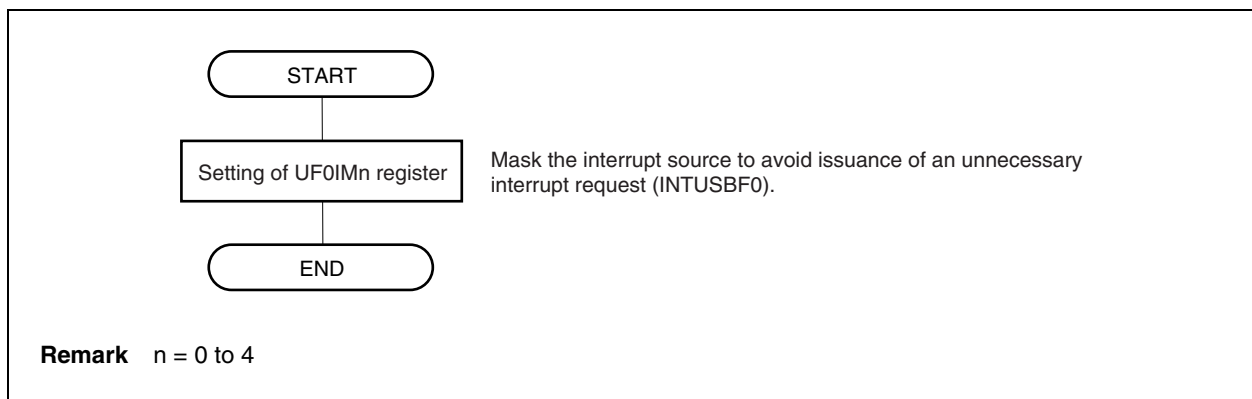 START
Setting of UF0IMn register
Mask the interrupt source to avoid issuance of an unnecessary
interrupt request (INTUSBF0).
END
Remark n = 0 to 4